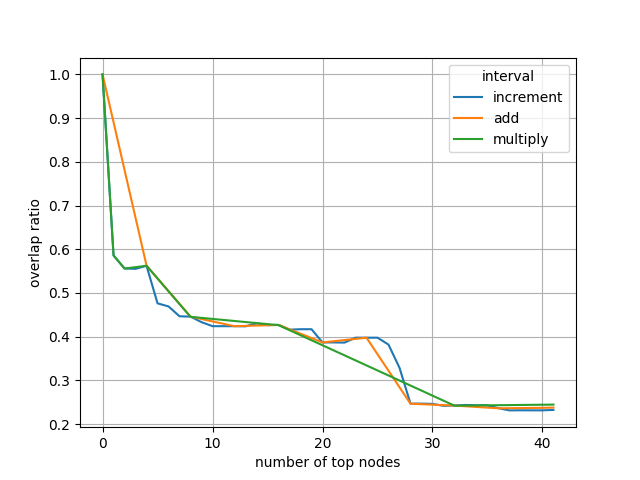 interval
increment
add
multiply
1.0
0.9
0.8
0.7
0.6
0.5
0.4
0.3
0.2
overlap ratio
0 10 20 30 40
number of top nodes